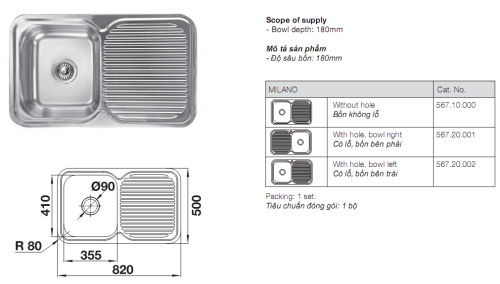 Scope of supply
- Bowl depth: 180mm
Mô tả sản phẩm
- Độ sâu bồn: 180mm
MILANO Cat. No.
Without hole 567.10.000
Bồn không lỗ
With hole, bowl right 567.20.001
Có lỗ, bồn bên phải
With hole, bowl left 567.20.002
Có lỗ, bồn bên trái
Packing: 1 set.
Tiêu chuẩn đóng gói: 1 bộ
Ø90
410
500
R 80
355
820